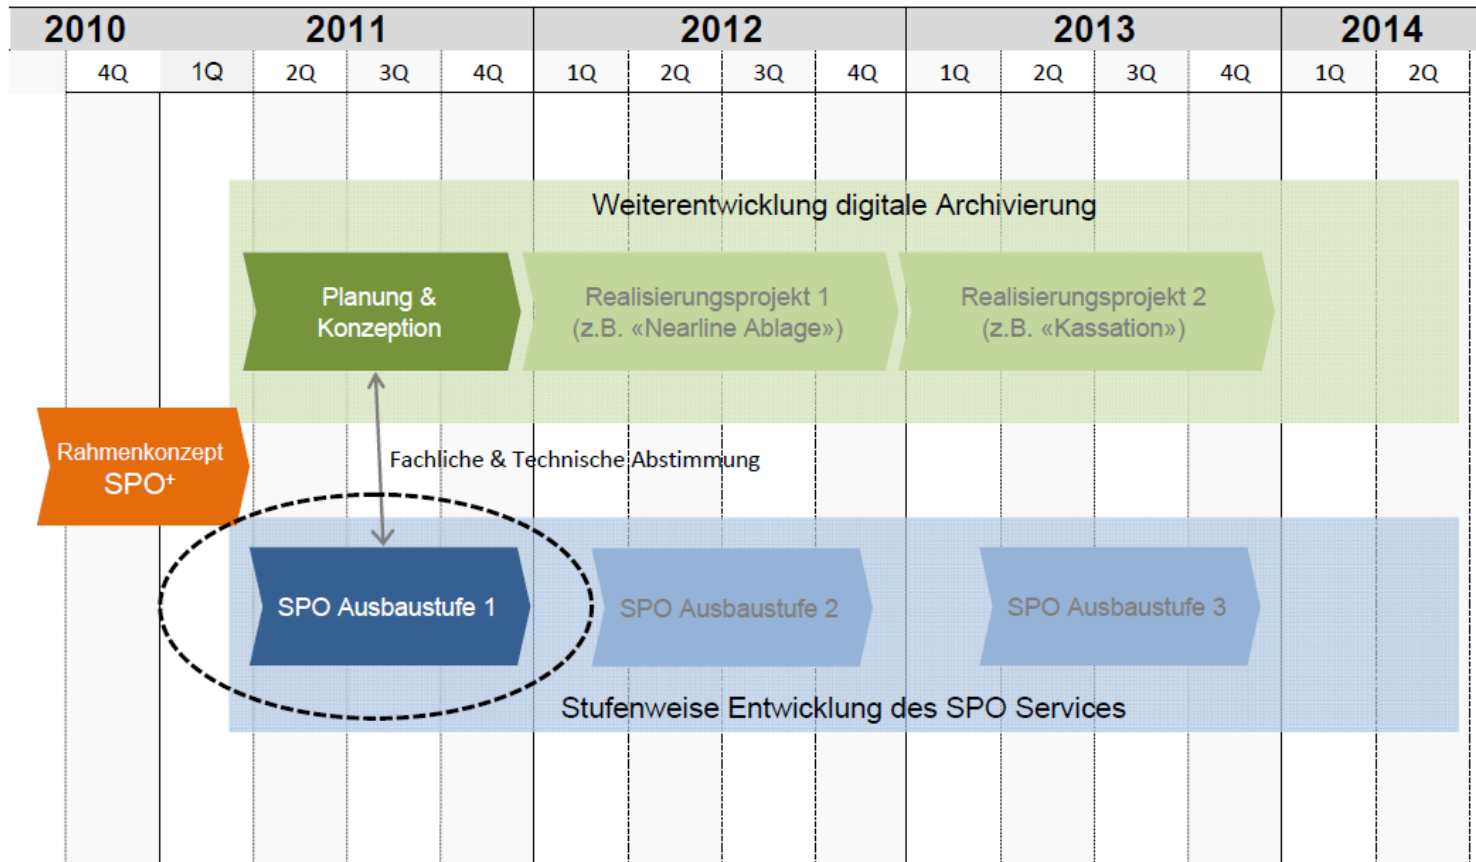 2010 2011 2012 2013 2014
4Q 1Q 2Q 3Q 4Q 1Q 2Q 3Q 4Q 1Q 2Q 3Q 4Q 1Q 2Q
Weiterentwicklung digitale Archivierung
Planung &
Konzeption
Realisierungsprojekt 1
(z.B. «Nearline Ablage»)
Realisierungsprojekt 2
(z.B. «Kassation»)
Rahmenkonzept
SPO⁺
Fachliche & Technische Abstimmung
SPO Ausbaustufe 1
SPO Ausbaustufe 2
SPO Ausbaustufe 3
Stufenweise Entwicklung des SPO Services